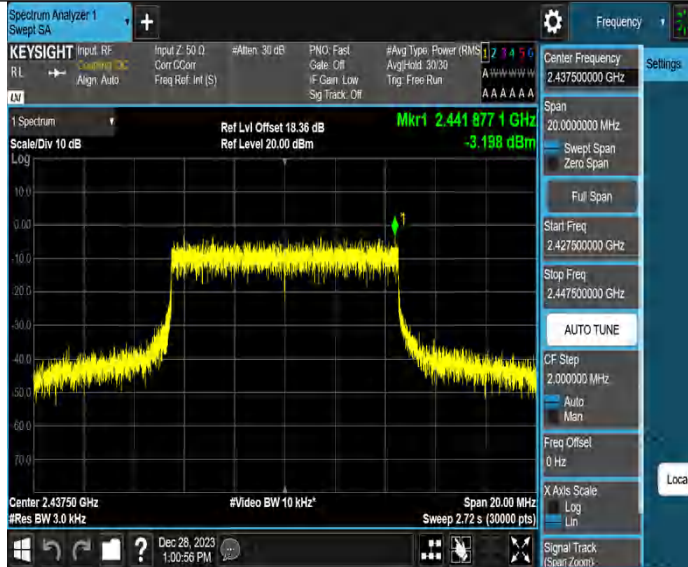 Spectrum Analyzer 1
Swept SA
+
Frequency
KEYSIGHT
Input: RF
Coupling: DC
Align: Auto
Input Z: 50 Ω
Corr CCorr
Freq Ref: Int (S)
#Atten: 30 dB
PNO: Fast
Gate: Off
IF Gain: Low
Sig Track: Off
#Avg Type: Power (RMS
Avg|Hold: 30/30
Trig: Free Run
1 2 3 4 5 6
A W W W W W
A A A A A A
RL
LXI
1 Spectrum
Scale/Div 10 dB
Log
Ref Lvl Offset 18.36 dB
Ref Level 20.00 dBm
Mkr1 2.441 877 1 GHz
-3.198 dBm
1
10.0
0.00
-10.0
-20.0
-30.0
-40.0
-50.0
-60.0
-70.0
Center 2.43750 GHz
#Res BW 3.0 kHz
#Video BW 10 kHz*
Span 20.00 MHz
Sweep 2.72 s (30000 pts)
Dec 28, 2023
1:00:56 PM
?
Center Frequency
2.437500000 GHz
Span
20.0000000 MHz
Swept Span
Zero Span
Full Span
Start Freq
2.427500000 GHz
Stop Freq
2.447500000 GHz
AUTO TUNE
CF Step
2.000000 MHz
Auto
Man
Freq Offset
0 Hz
X Axis Scale
Log
Lin
Signal Track
(Span Zoom)
Settings
Loca